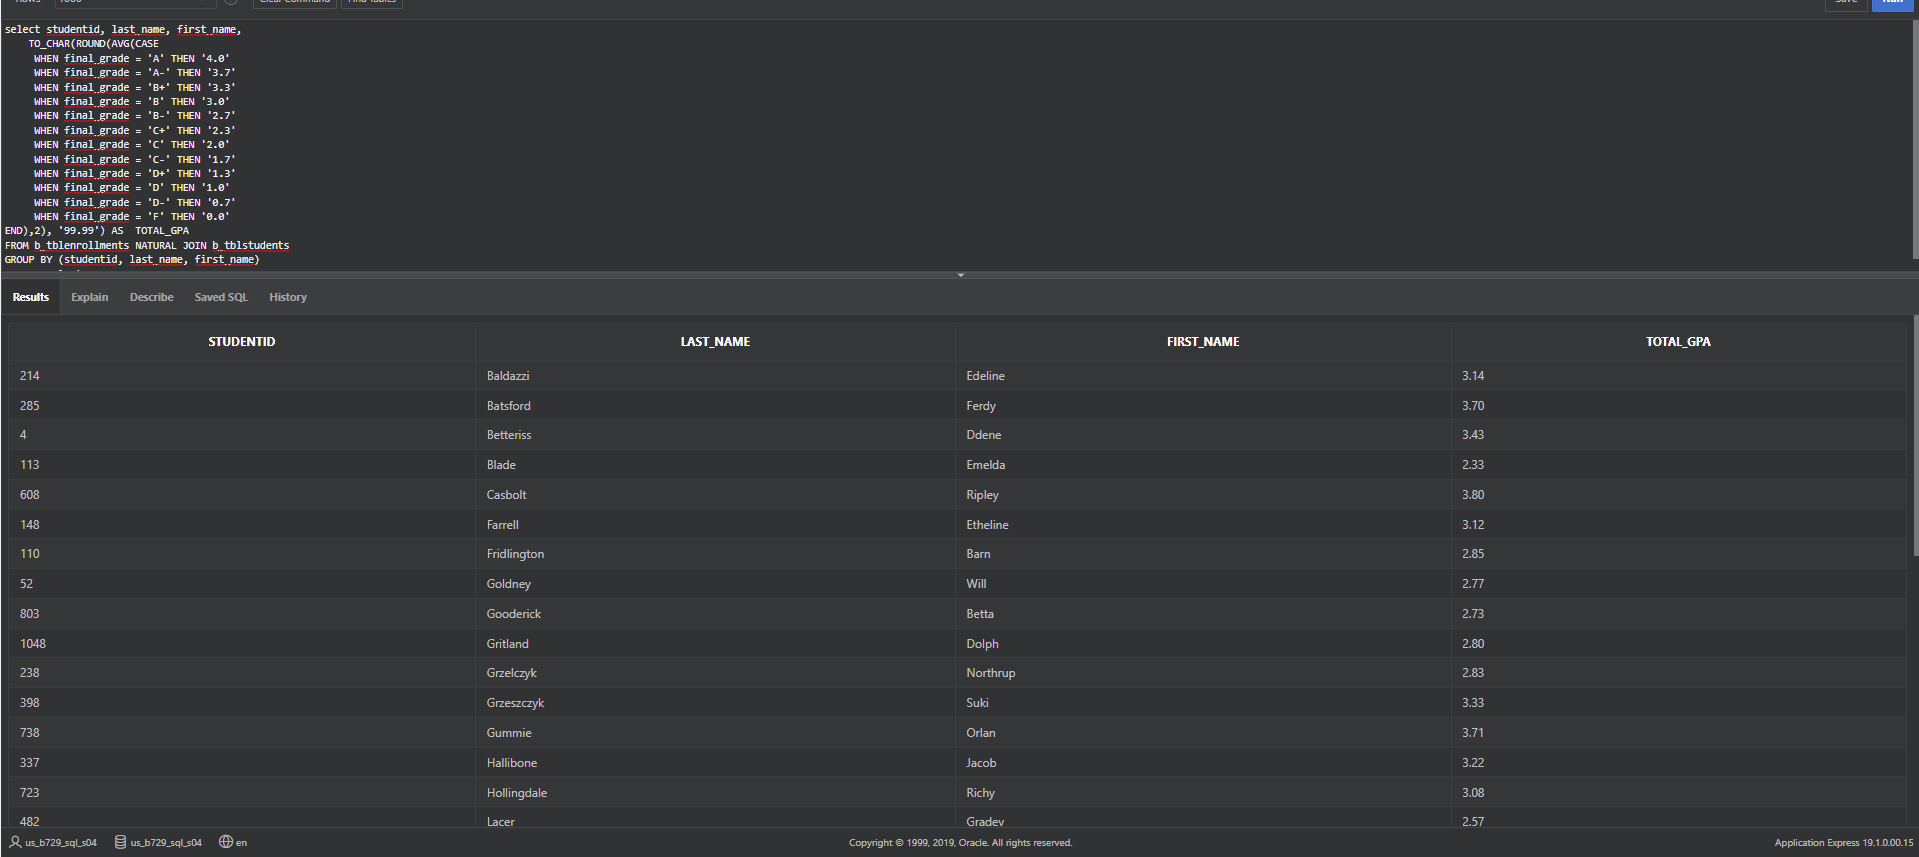 Rows 1000 Clear Command Find Tables Save Run
select studentid, last_name, first_name,
TO_CHAR(ROUND(AVG(CASE
WHEN final_grade = 'A' THEN '4.0'
WHEN final_grade = 'A-' THEN '3.7'
WHEN final_grade = 'B+' THEN '3.3'
WHEN final_grade = 'B' THEN '3.0'
WHEN final_grade = 'B-' THEN '2.7'
WHEN final_grade = 'C+' THEN '2.3'
WHEN final_grade = 'C' THEN '2.0'
WHEN final_grade = 'C-' THEN '1.7'
WHEN final_grade = 'D+' THEN '1.3'
WHEN final_grade = 'D' THEN '1.0'
WHEN final_grade = 'D-' THEN '0.7'
WHEN final_grade = 'F' THEN '0.0'
END),2), '99.99') AS  TOTAL_GPA
FROM b_tblenrollments NATURAL JOIN b_tblstudents
GROUP BY (studentid, last_name, first_name)
Results Explain Describe Saved SQL History
STUDENTID LAST_NAME FIRST_NAME TOTAL_GPA
214 Baldazzi Edeline 3.14
285 Batsford Ferdy 3.70
4 Betteriss Ddene 3.43
113 Blade Emelda 2.33
608 Casbolt Ripley 3.80
148 Farrell Etheline 3.12
110 Fridlington Barn 2.85
52 Goldney Will 2.77
803 Gooderick Betta 2.73
1048 Gritland Dolph 2.80
238 Grzelczyk Northrup 2.83
398 Grzeszczyk Suki 3.33
738 Gummie Orlan 3.71
337 Hallibone Jacob 3.22
723 Hollingdale Richy 3.08
482 Lacer Gradey 2.57
us_b729_sql_s04 us_b729_sql_s04 en Copyright © 1999, 2019, Oracle. All rights reserved. Application Express 19.1.0.00.15